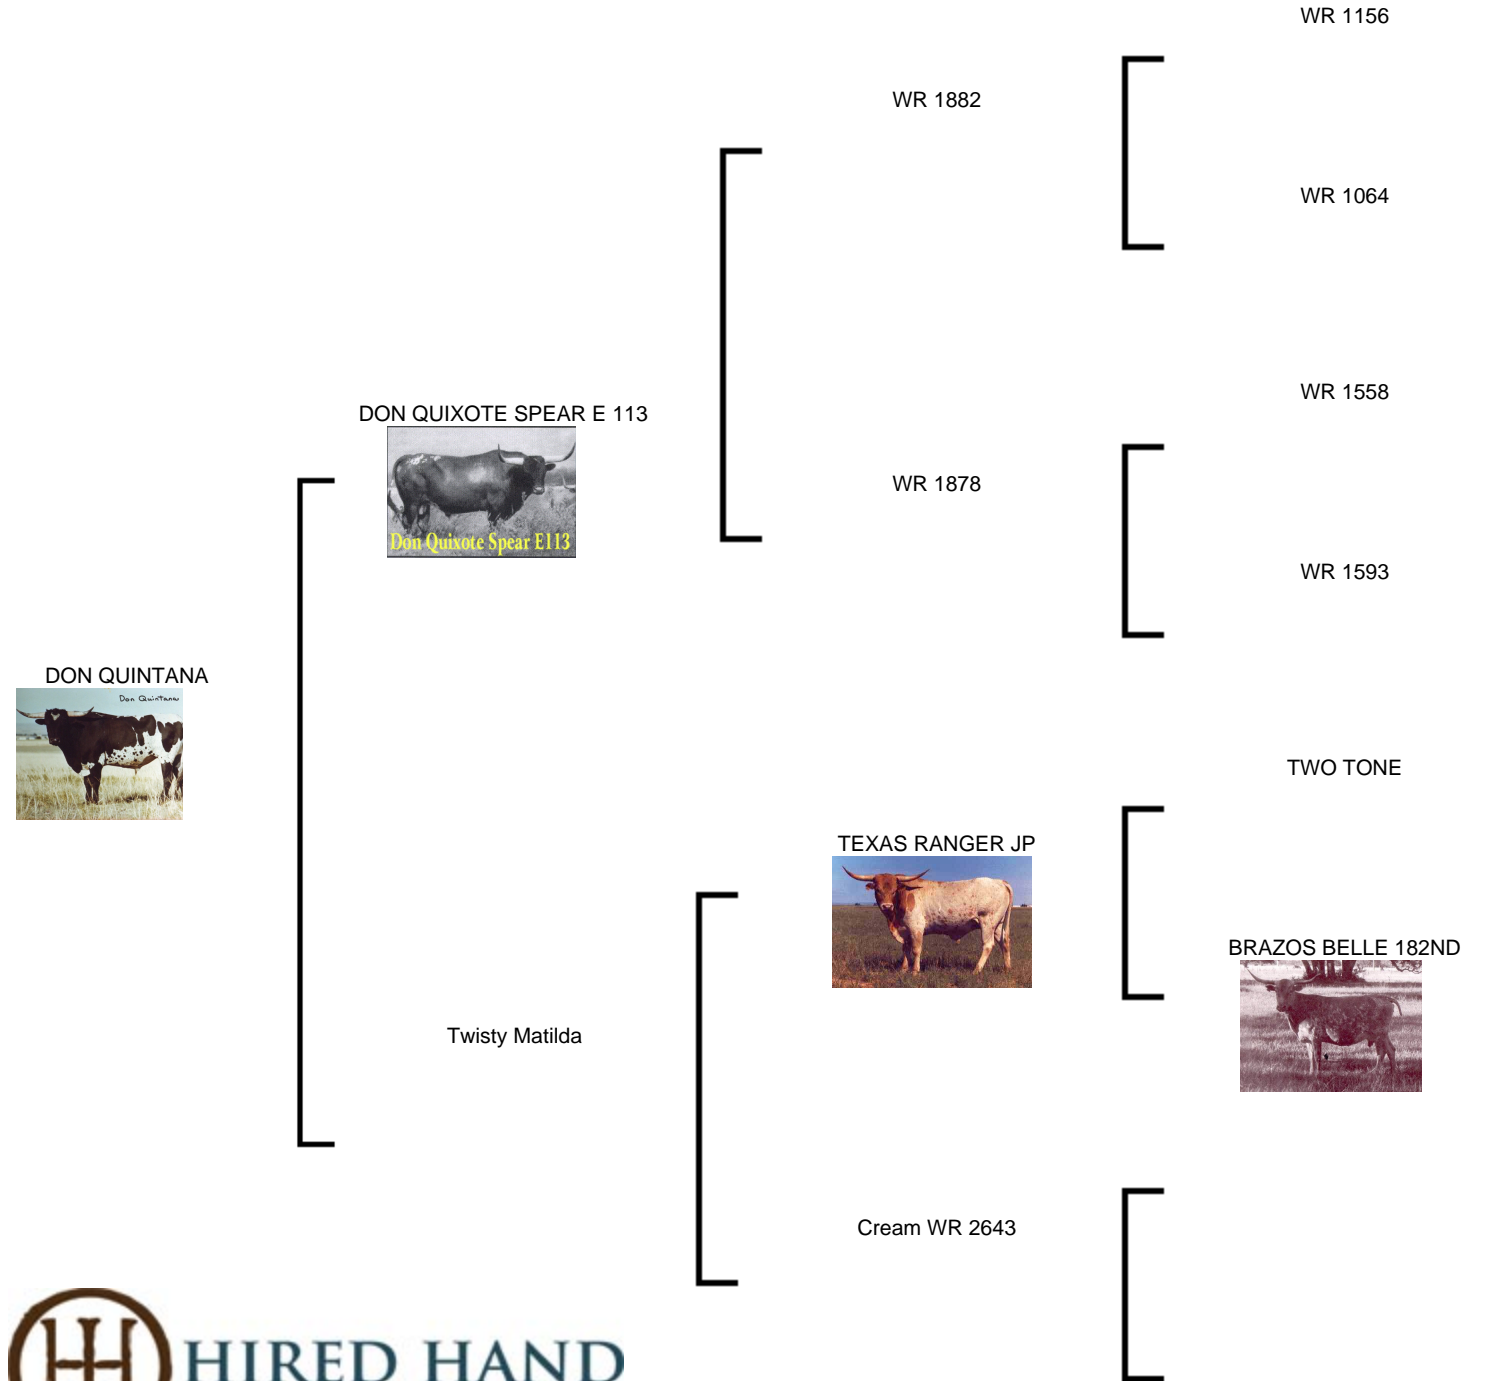 WR 1156
WR 1882
WR 1064
WR 1558
DON QUIXOTE SPEAR E 113
Don Quixote Spear E113
WR 1878
WR 1593
DON QUINTANA
Don Quintana
TWO TONE
TEXAS RANGER JP
BRAZOS BELLE 182ND
Twisty Matilda
Cream WR 2643
HIRED HAND